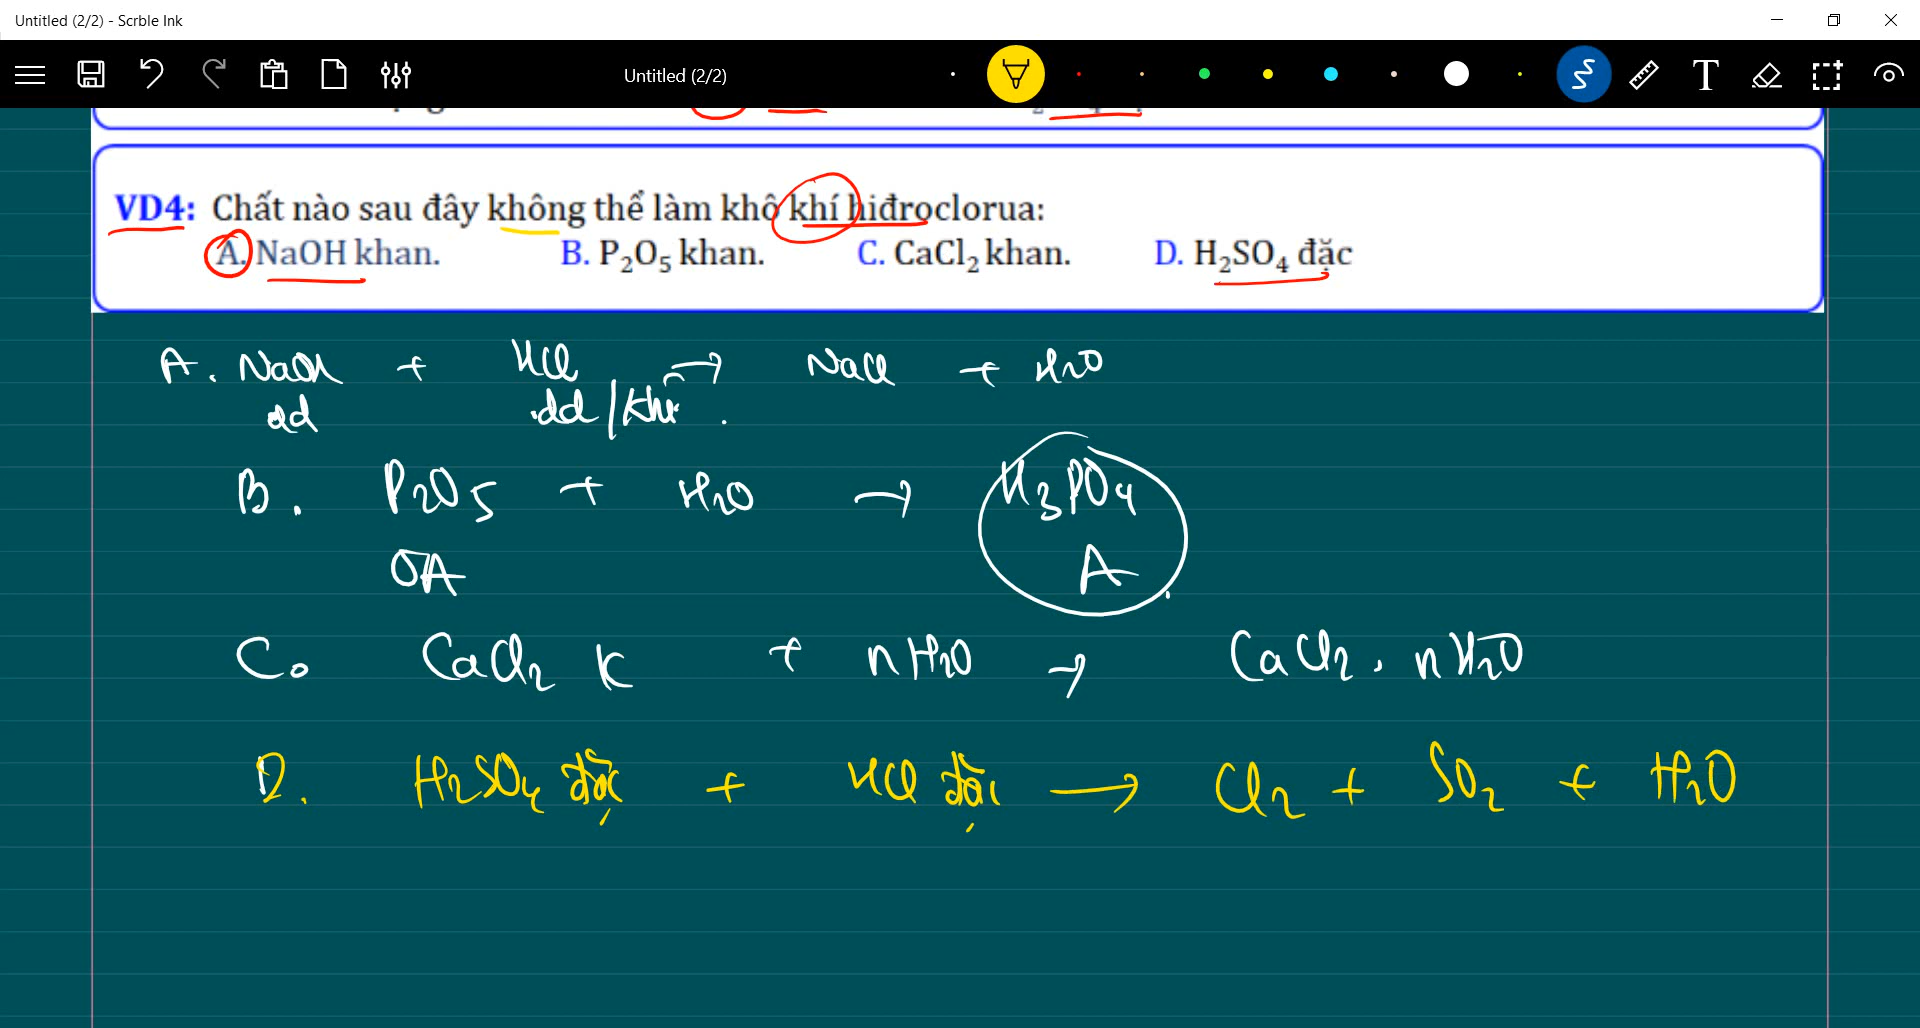 Untitled (2/2) - Scrble Ink
Untitled (2/2)
T
VD4: Chất nào sau đây không thể làm khô khí hiđroclorua:
A. NaOH khan. B. P₂O₅ khan. C. CaCl₂ khan. D. H₂SO₄ đặc
A. NaOH + HCl → NaCl + H₂O
dd dd/khí.
B. P₂O₅ + H₂O → H₃PO₄
OA A
C. CaCl₂ K + nH₂O → CaCl₂.nH₂O
D. H₂SO₄ đặc + HCl đặc → Cl₂ + SO₂ + H₂O